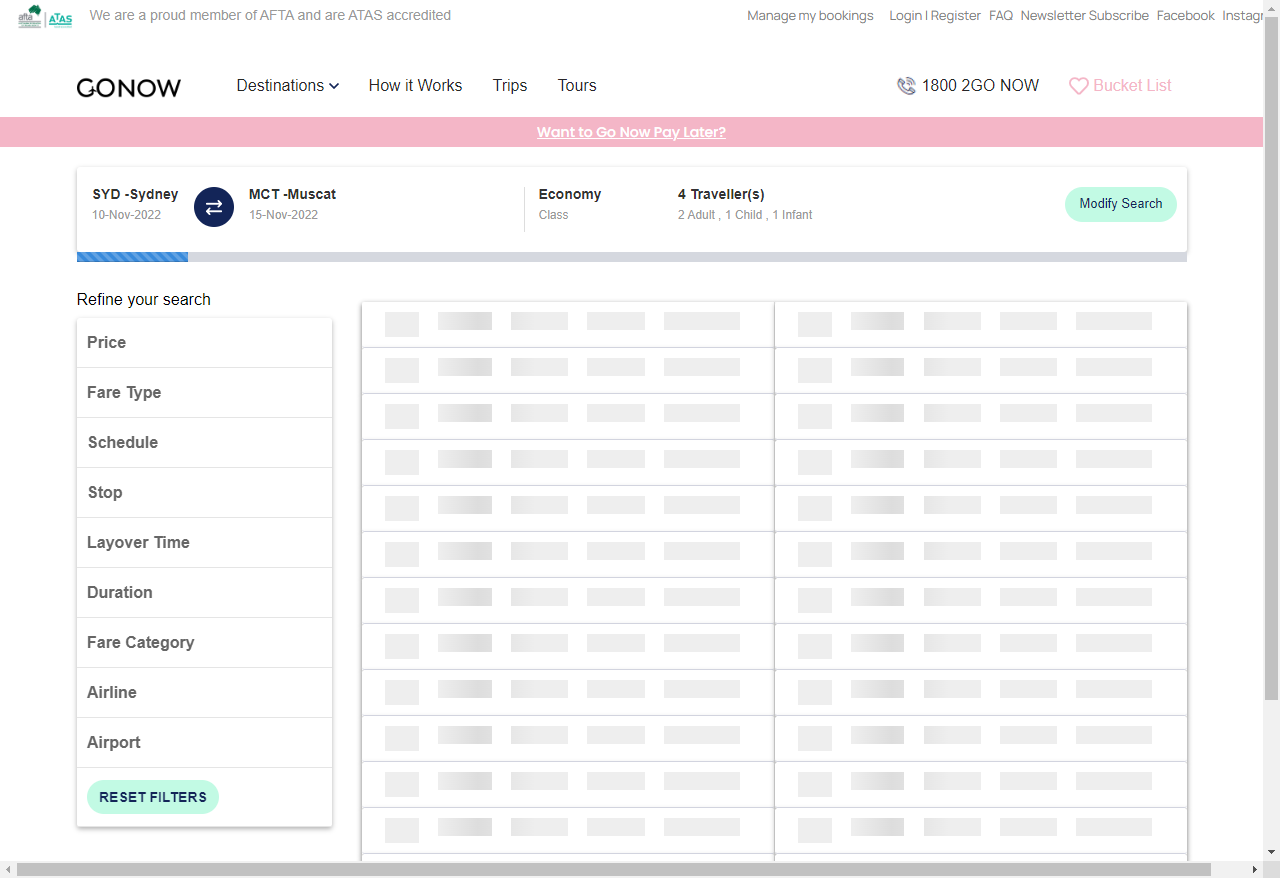 afta ATAS We are a proud member of AFTA and are ATAS accredited
Manage my bookings Login | Register FAQ Newsletter Subscribe Facebook
GONOW Destinations How it Works Trips Tours 1800 2GO NOW Bucket List
Want to Go Now Pay Later?
SYD -Sydney MCT -Muscat Economy 4 Traveller(s)
10-Nov-2022 15-Nov-2022 Class 2 Adult , 1 Child , 1 Infant
Modify Search
Refine your search
Price
Fare Type
Schedule
Stop
Layover Time
Duration
Fare Category
Airline
Airport
RESET FILTERS